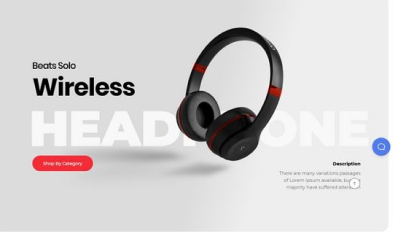 Beats Solo
Wireless
HEADPHONE
Shop By Category
Description
There are many variations passages
of Lorem Ipsum available, but
majority have suffered